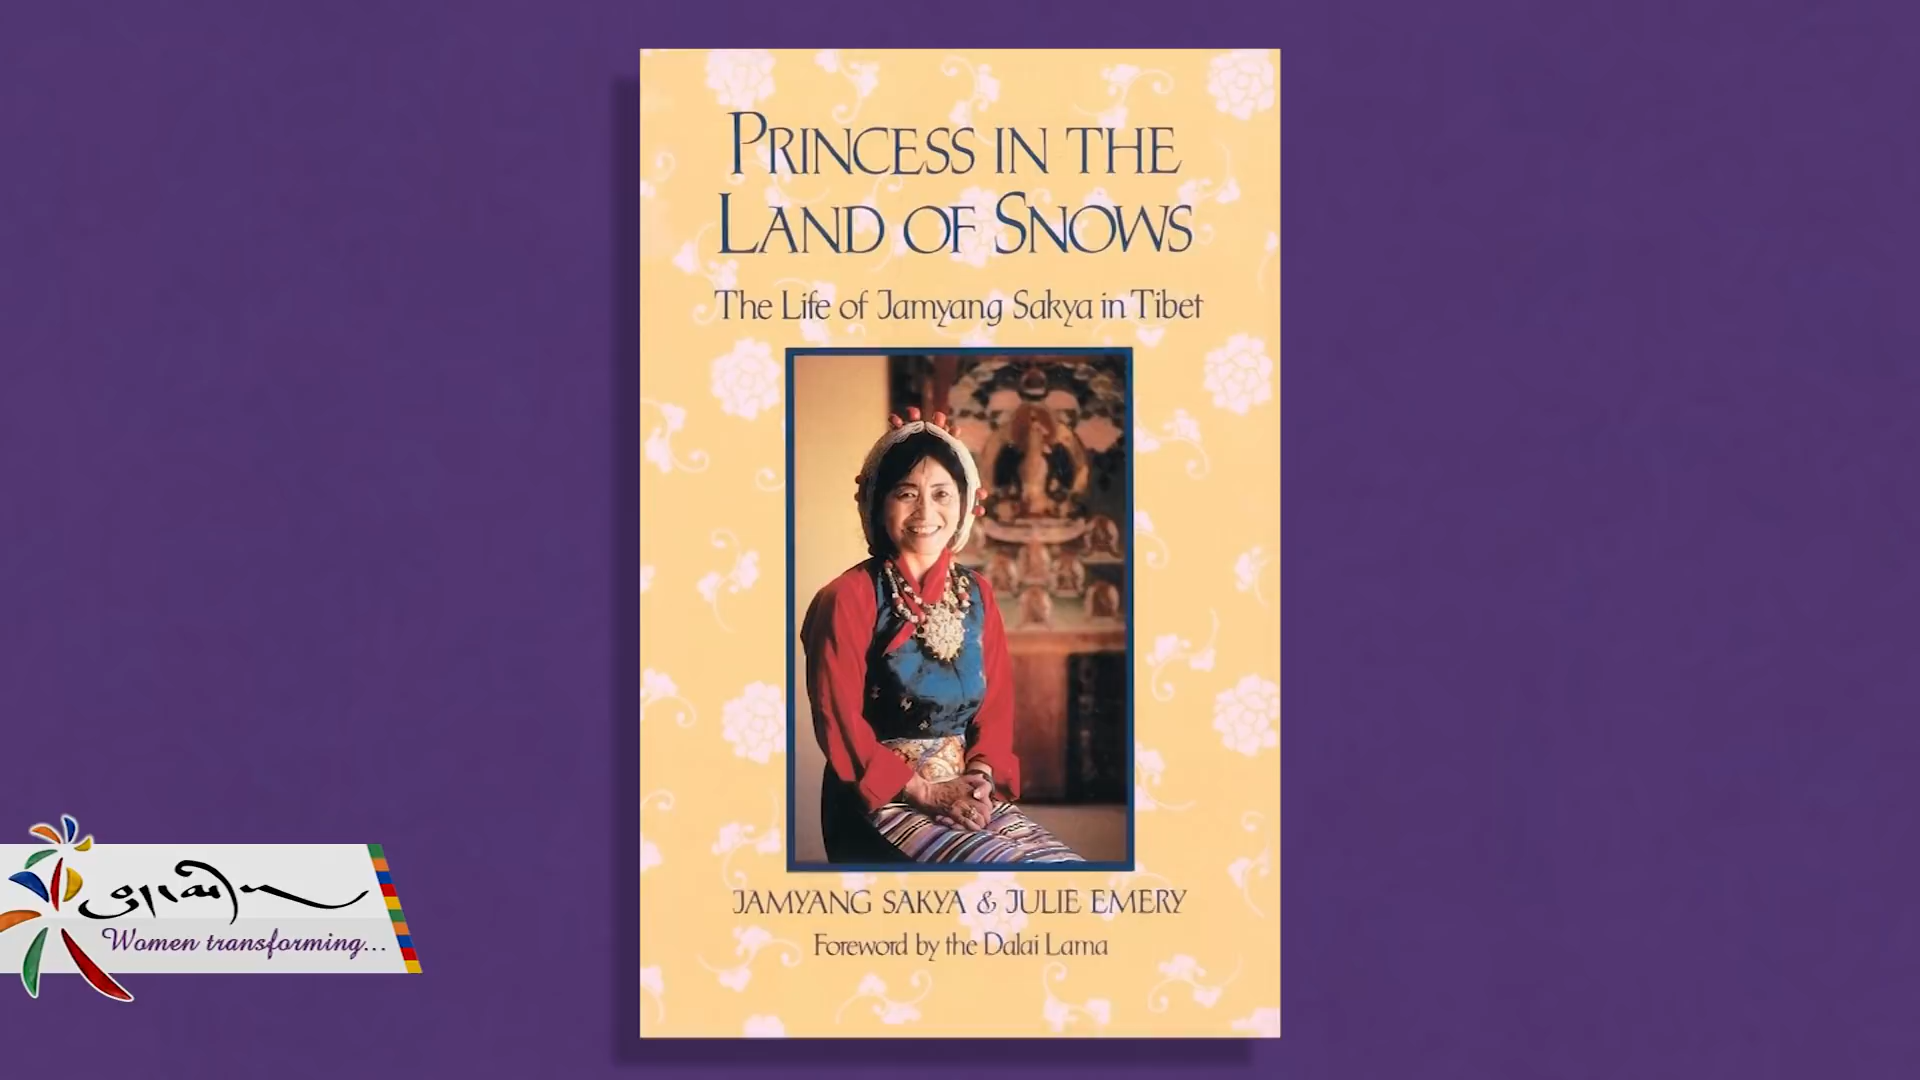 PRINCESS IN THE
LAND OF SNOWS
The Life of Jamyang Sakya in Tibet
JAMYANG SAKYA & JULIE EMERY
Foreword by the Dalai Lama
Women transforming...